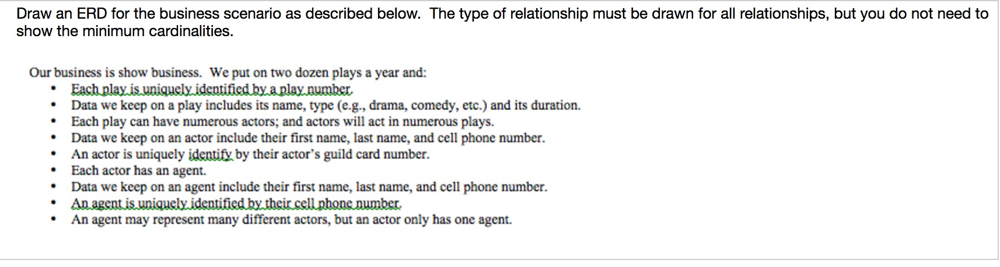 Draw an ERD for the business scenario as described below.  The type of relationship must be drawn for all relationships, but you do not need to
show the minimum cardinalities.
Our business is show business.  We put on two dozen plays a year and:
• Each play is uniquely identified by a play number.
• Data we keep on a play includes its name, type (e.g., drama, comedy, etc.) and its duration.
• Each play can have numerous actors; and actors will act in numerous plays.
• Data we keep on an actor include their first name, last name, and cell phone number.
• An actor is uniquely identify by their actor's guild card number.
• Each actor has an agent.
• Data we keep on an agent include their first name, last name, and cell phone number.
• An agent is uniquely identified by their cell phone number.
• An agent may represent many different actors, but an actor only has one agent.